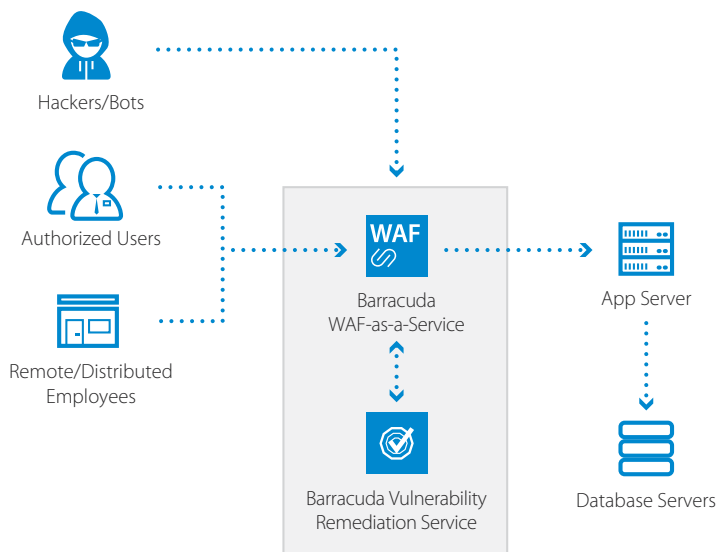 Hackers/Bots
Authorized Users
Remote/Distributed
Employees
WAF
Barracuda
WAF-as-a-Service
Barracuda Vulnerability
Remediation Service
App Server
Database Servers